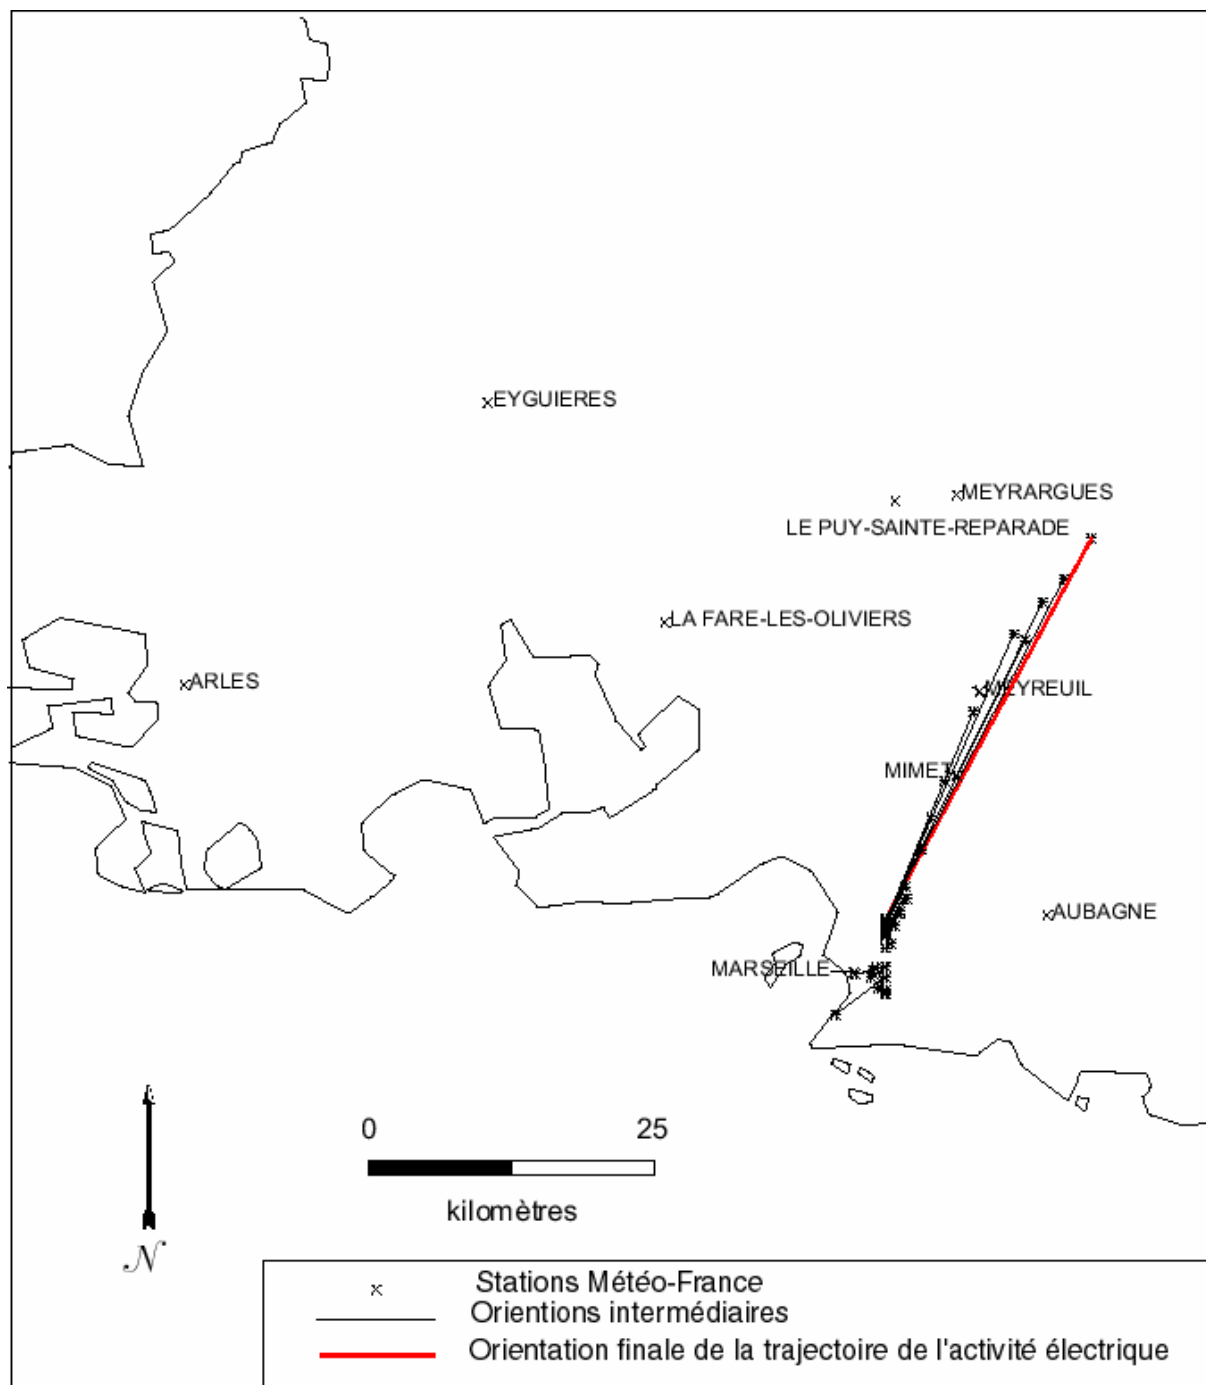 EYGUIERES
MEYRARGUES
LE PUY-SAINTE-REPARADE
LA FARE-LES-OLIVIERS
ARLES
MEYREUIL
MIMET
AUBAGNE
MARSEILLE
0 25
kilomètres
N
Stations Météo-France
Orientions intermédiaires
Orientation finale de la trajectoire de l'activité électrique